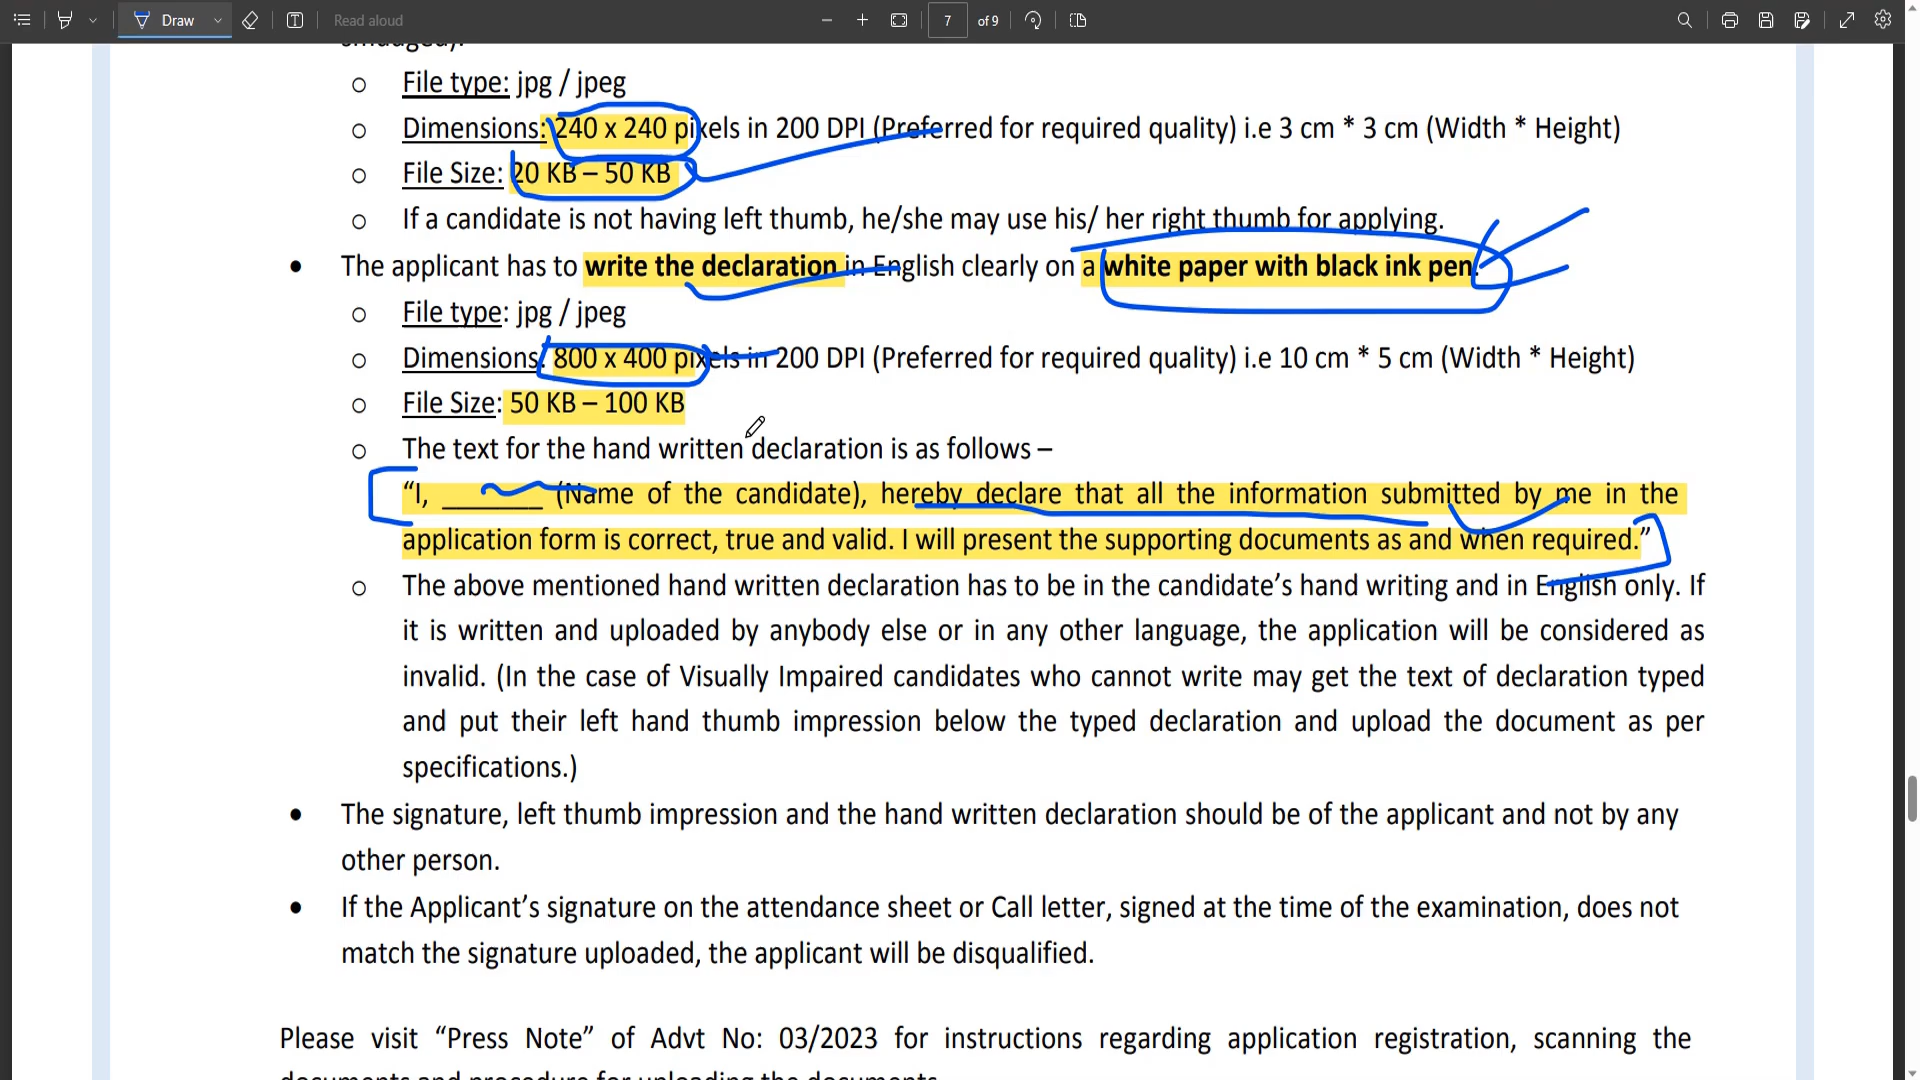 Draw
Read aloud
7 of 9
smudged).
o File type: jpg / jpeg
o Dimensions: 240 x 240 pixels in 200 DPI (Preferred for required quality) i.e 3 cm * 3 cm (Width * Height)
o File Size: 20 KB – 50 KB
o If a candidate is not having left thumb, he/she may use his/ her right thumb for applying.
• The applicant has to write the declaration in English clearly on a white paper with black ink pen.
o File type: jpg / jpeg
o Dimensions: 800 x 400 pixels in 200 DPI (Preferred for required quality) i.e 10 cm * 5 cm (Width * Height)
o File Size: 50 KB – 100 KB
o The text for the hand written declaration is as follows –
“I, _______ (Name of the candidate), hereby declare that all the information submitted by me in the
application form is correct, true and valid. I will present the supporting documents as and when required.”
o The above mentioned hand written declaration has to be in the candidate’s hand writing and in English only. If
it is written and uploaded by anybody else or in any other language, the application will be considered as
invalid. (In the case of Visually Impaired candidates who cannot write may get the text of declaration typed
and put their left hand thumb impression below the typed declaration and upload the document as per
specifications.)
• The signature, left thumb impression and the hand written declaration should be of the applicant and not by any
other person.
• If the Applicant’s signature on the attendance sheet or Call letter, signed at the time of the examination, does not
match the signature uploaded, the applicant will be disqualified.
Please visit “Press Note” of Advt No: 03/2023 for instructions regarding application registration, scanning the
documents and procedure for uploading the documents.